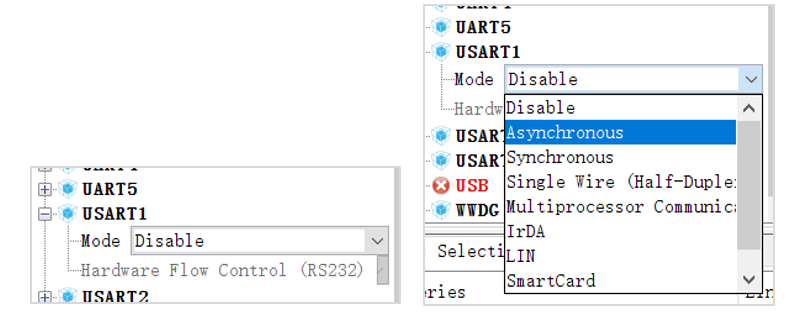 UART5
USART1
Mode Disable
Hardware Flow Control (RS232)
USART2
UART5
USART1
Mode Disable
Hardw
Disable
Asynchronous
Synchronous
Single Wire (Half-Duple
Multiprocessor Communica
IrDA
LIN
SmartCard
USAR
USAR
USB
WWDG
Selecti
eries